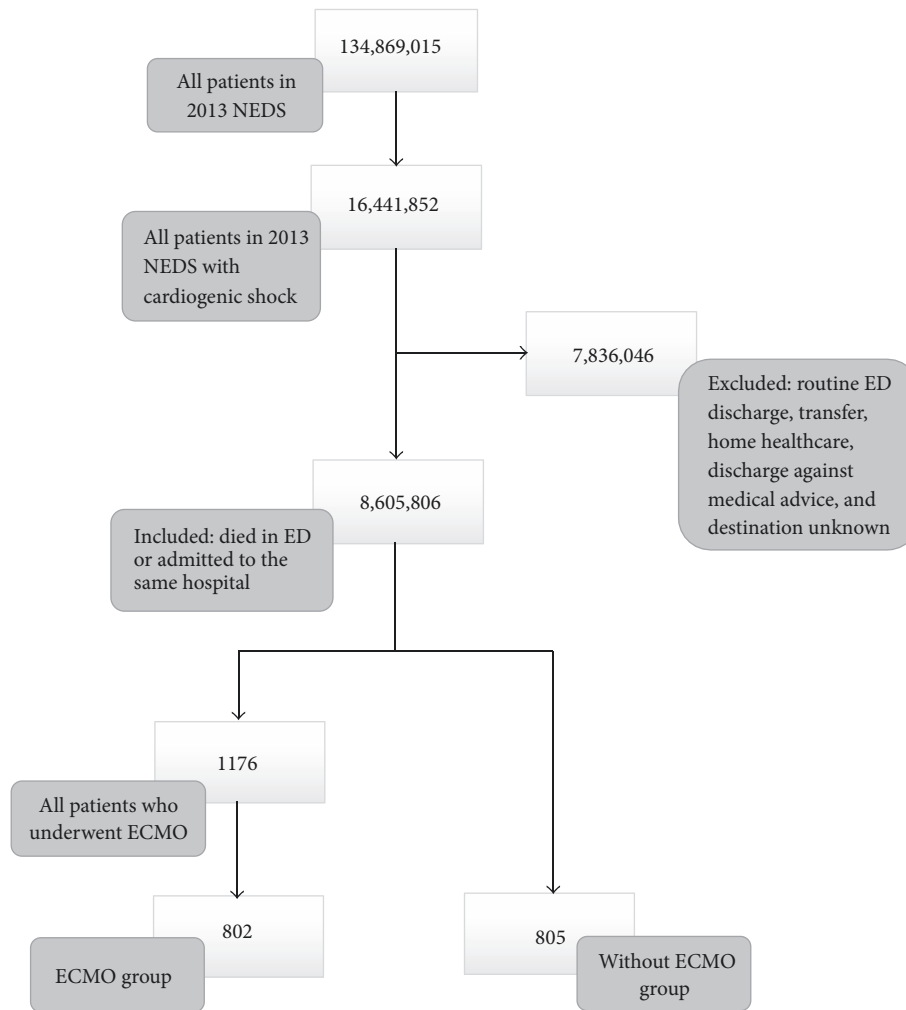 134,869,015
All patients in
2013 NEDS
16,441,852
All patients in 2013
NEDS with
cardiogenic shock
7,836,046
Excluded: routine ED
discharge, transfer,
home healthcare,
discharge against
medical advice, and
destination unknown
8,605,806
Included: died in ED
or admitted to the
same hospital
1176
All patients who
underwent ECMO
802
ECMO group
805
Without ECMO
group